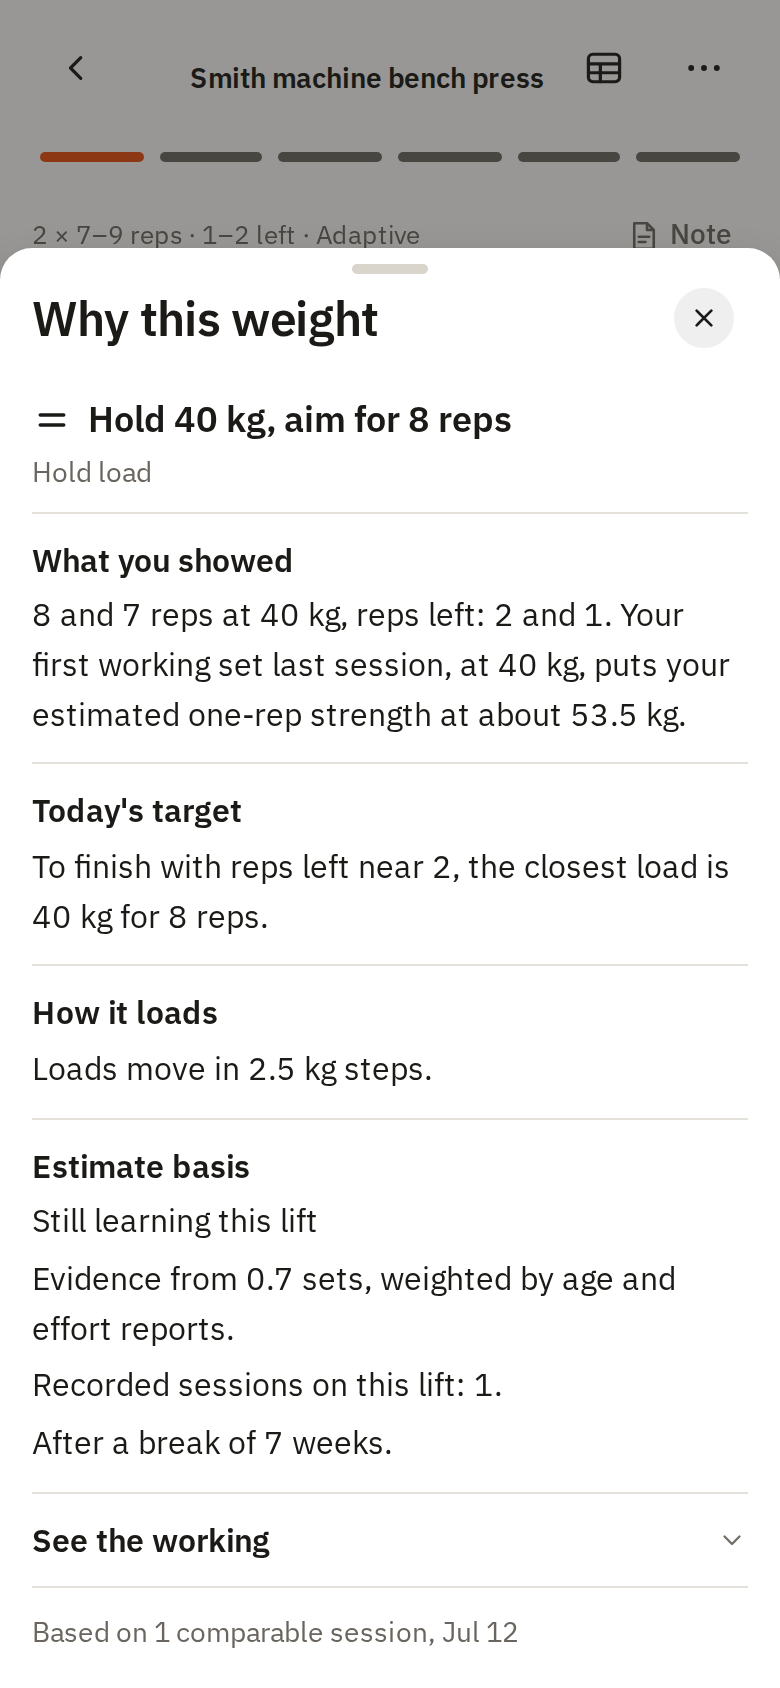 Smith machine bench press
2 × 7–9 reps · 1–2 left · Adaptive
Note
Why this weight
Hold 40 kg, aim for 8 reps
Hold load
What you showed
8 and 7 reps at 40 kg, reps left: 2 and 1. Your
first working set last session, at 40 kg, puts your
estimated one-rep strength at about 53.5 kg.
Today's target
To finish with reps left near 2, the closest load is
40 kg for 8 reps.
How it loads
Loads move in 2.5 kg steps.
Estimate basis
Still learning this lift
Evidence from 0.7 sets, weighted by age and
effort reports.
Recorded sessions on this lift: 1.
After a break of 7 weeks.
See the working
Based on 1 comparable session, Jul 12